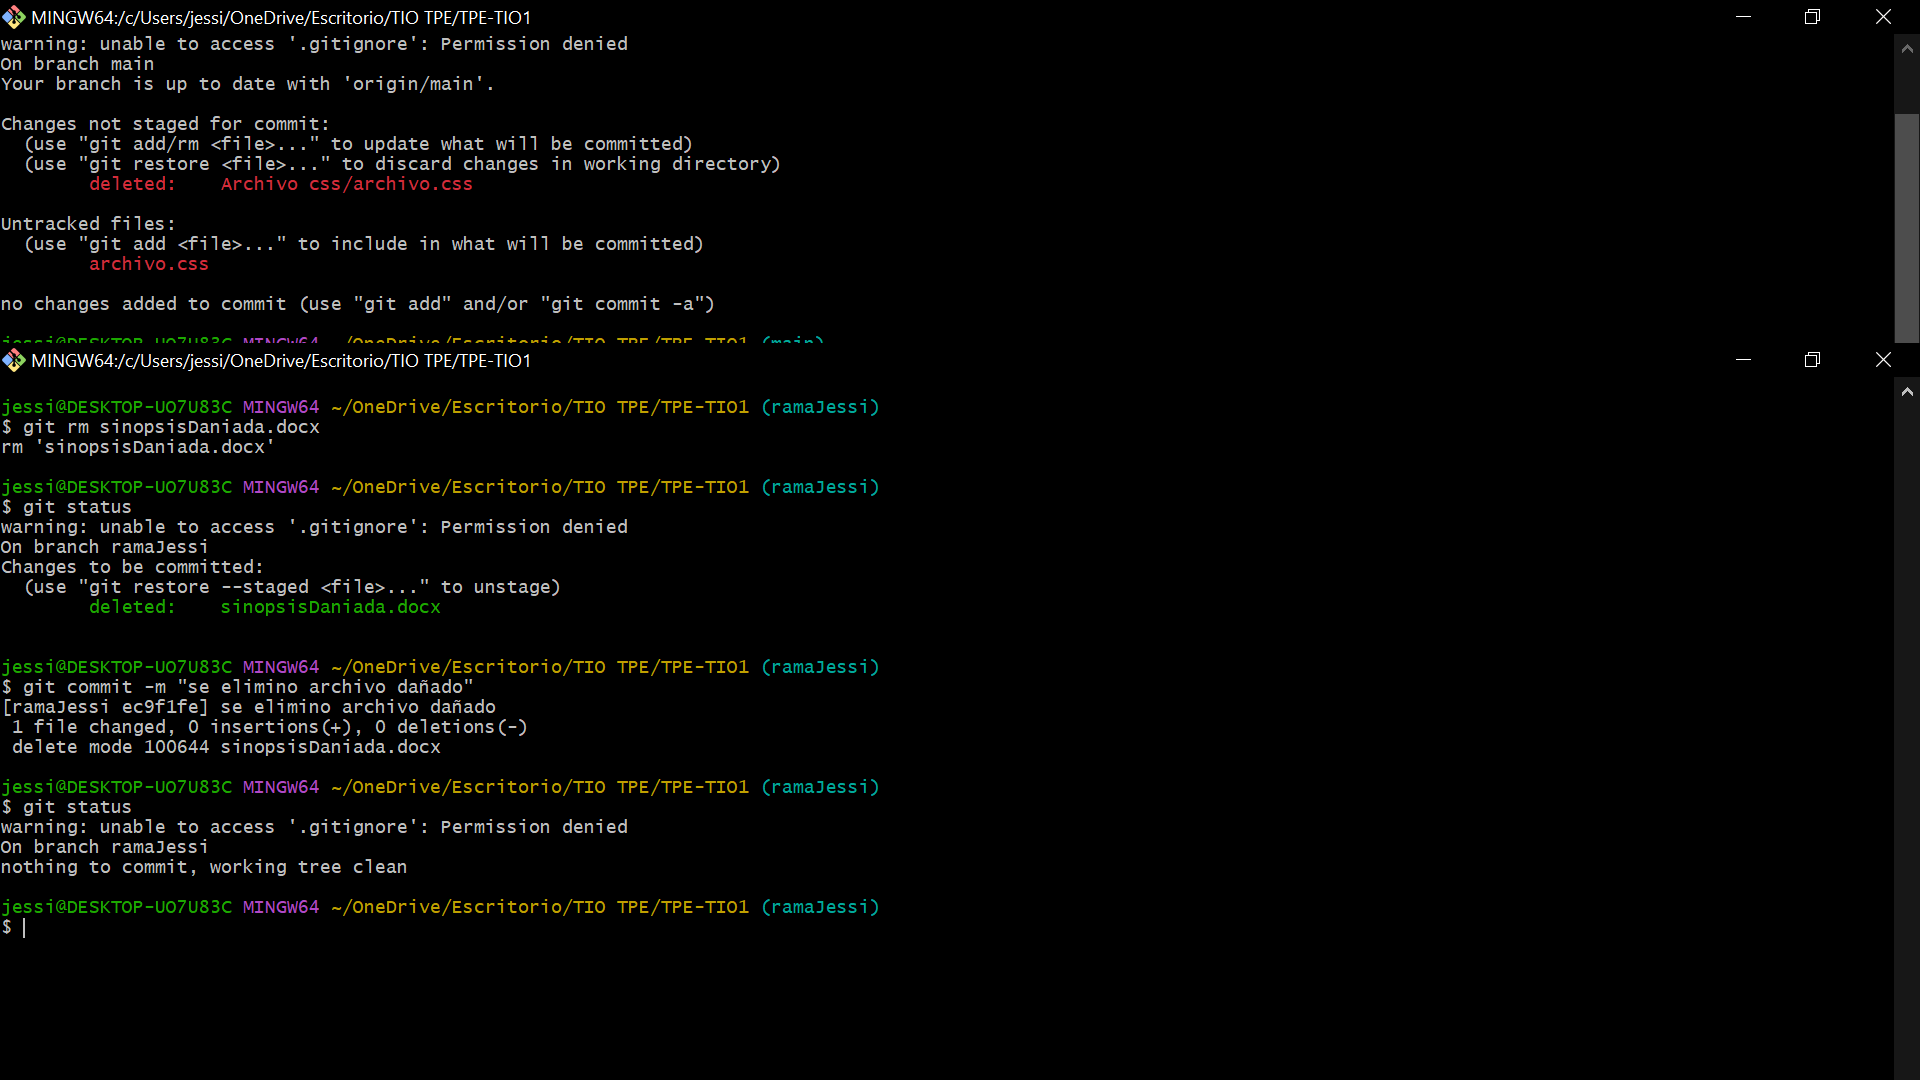 MINGW64:/c/Users/jessi/OneDrive/Escritorio/TIO TPE/TPE-TIO1
warning: unable to access '.gitignore': Permission denied
On branch main
Your branch is up to date with 'origin/main'.
Changes not staged for commit:
(use "git add/rm <file>..." to update what will be committed)
(use "git restore <file>..." to discard changes in working directory)
deleted: Archivo css/archivo.css
Untracked files:
(use "git add <file>..." to include in what will be committed)
archivo.css
no changes added to commit (use "git add" and/or "git commit -a")
jessi@DESKTOP-UO7U83C MINGW64 ~/OneDrive/Escritorio/TIO TPE/TPE-TIO1 (main)
MINGW64:/c/Users/jessi/OneDrive/Escritorio/TIO TPE/TPE-TIO1
jessi@DESKTOP-UO7U83C MINGW64 ~/OneDrive/Escritorio/TIO TPE/TPE-TIO1 (ramaJessi)
$ git rm sinopsisDaniada.docx
rm 'sinopsisDaniada.docx'
jessi@DESKTOP-UO7U83C MINGW64 ~/OneDrive/Escritorio/TIO TPE/TPE-TIO1 (ramaJessi)
$ git status
warning: unable to access '.gitignore': Permission denied
On branch ramaJessi
Changes to be committed:
(use "git restore --staged <file>..." to unstage)
deleted: sinopsisDaniada.docx
jessi@DESKTOP-UO7U83C MINGW64 ~/OneDrive/Escritorio/TIO TPE/TPE-TIO1 (ramaJessi)
$ git commit -m "se elimino archivo dañado"
[ramaJessi ec9f1fe] se elimino archivo dañado
1 file changed, 0 insertions(+), 0 deletions(-)
delete mode 100644 sinopsisDaniada.docx
jessi@DESKTOP-UO7U83C MINGW64 ~/OneDrive/Escritorio/TIO TPE/TPE-TIO1 (ramaJessi)
$ git status
warning: unable to access '.gitignore': Permission denied
On branch ramaJessi
nothing to commit, working tree clean
jessi@DESKTOP-UO7U83C MINGW64 ~/OneDrive/Escritorio/TIO TPE/TPE-TIO1 (ramaJessi)
$